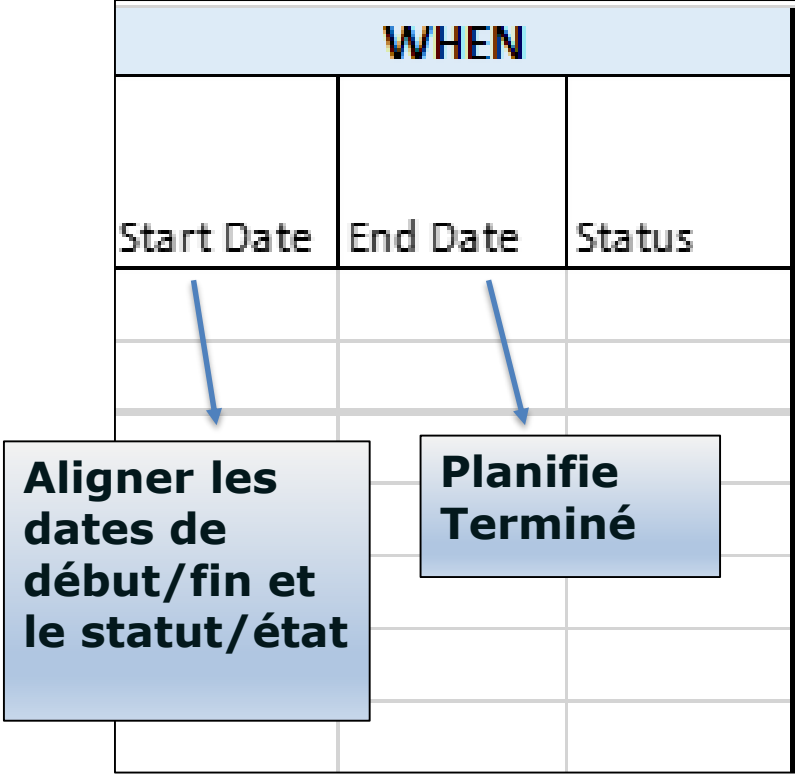 WHEN
Start Date
End Date
Status
Aligner les
dates de
début/fin et
le statut/état
Planifie
Terminé